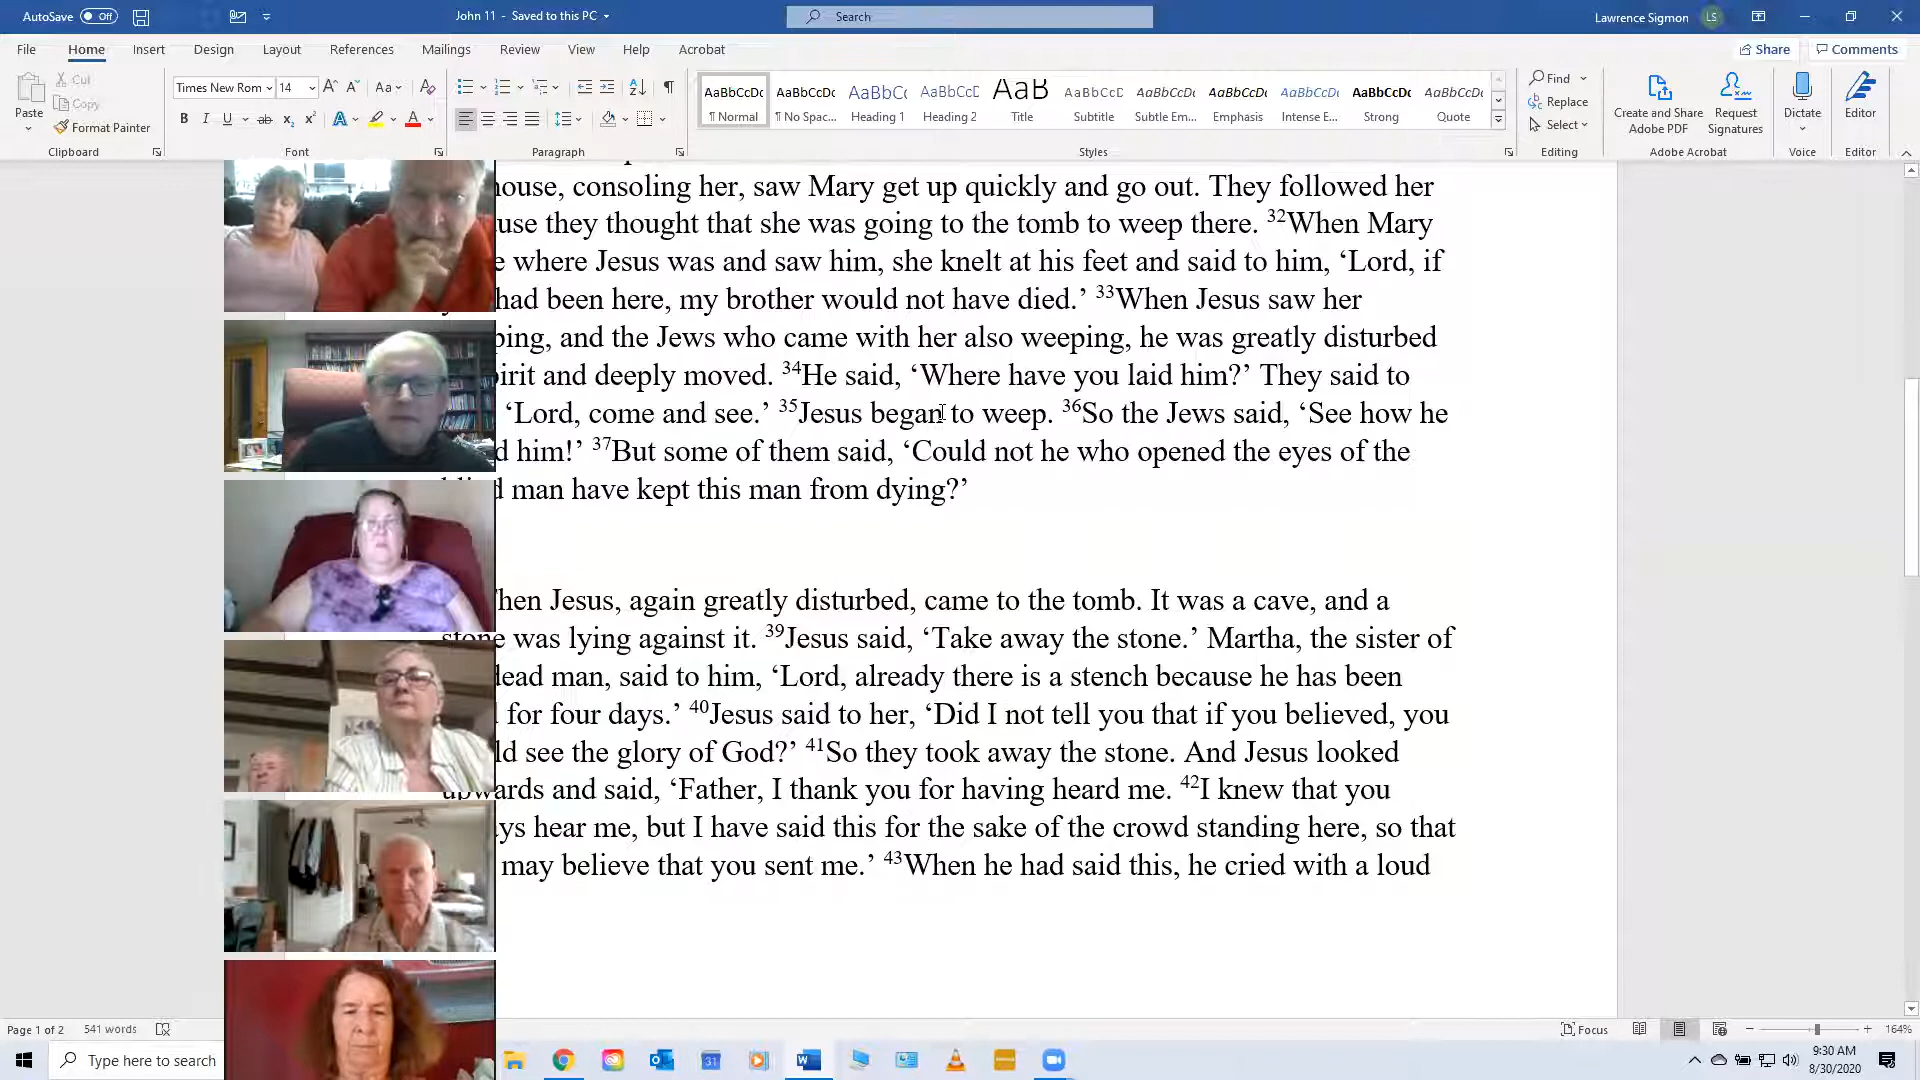 AutoSave Off John 11 - Saved to this PC Search Lawrence Sigmon LS
File Home Insert Design Layout References Mailings Review View Help Acrobat Share Comments
Paste Cut Copy Format Painter
Times New Rom 14
AaBbCcDc AaBbCcDc AaBbCc AaBbCcD AaB AaBbCcD AaBbCcDc AaBbCcDc AaBbCcDc AaBbCcDc AaBbCcDc
¶ Normal ¶ No Spac... Heading 1 Heading 2 Title Subtitle Subtle Em... Emphasis Intense E... Strong Quote
Find Replace Select
Create and Share Adobe PDF Request Signatures Dictate Editor
Clipboard Font Paragraph Styles Editing Adobe Acrobat Voice Editor
house, consoling her, saw Mary get up quickly and go out. They followed her
use they thought that she was going to the tomb to weep there. 32When Mary
e where Jesus was and saw him, she knelt at his feet and said to him, ‘Lord, if
had been here, my brother would not have died.’ 33When Jesus saw her
ping, and the Jews who came with her also weeping, he was greatly disturbed
irit and deeply moved. 34He said, ‘Where have you laid him?’ They said to
‘Lord, come and see.’ 35Jesus began to weep. 36So the Jews said, ‘See how he
d him!’ 37But some of them said, ‘Could not he who opened the eyes of the
d man have kept this man from dying?’
hen Jesus, again greatly disturbed, came to the tomb. It was a cave, and a
stone was lying against it. 39Jesus said, ‘Take away the stone.’ Martha, the sister of
dead man, said to him, ‘Lord, already there is a stench because he has been
for four days.’ 40Jesus said to her, ‘Did I not tell you that if you believed, you
ld see the glory of God?’ 41So they took away the stone. And Jesus looked
upwards and said, ‘Father, I thank you for having heard me. 42I knew that you
ys hear me, but I have said this for the sake of the crowd standing here, so that
may believe that you sent me.’ 43When he had said this, he cried with a loud
Page 1 of 2 541 words Focus 164%
Type here to search 9:30 AM
8/30/2020